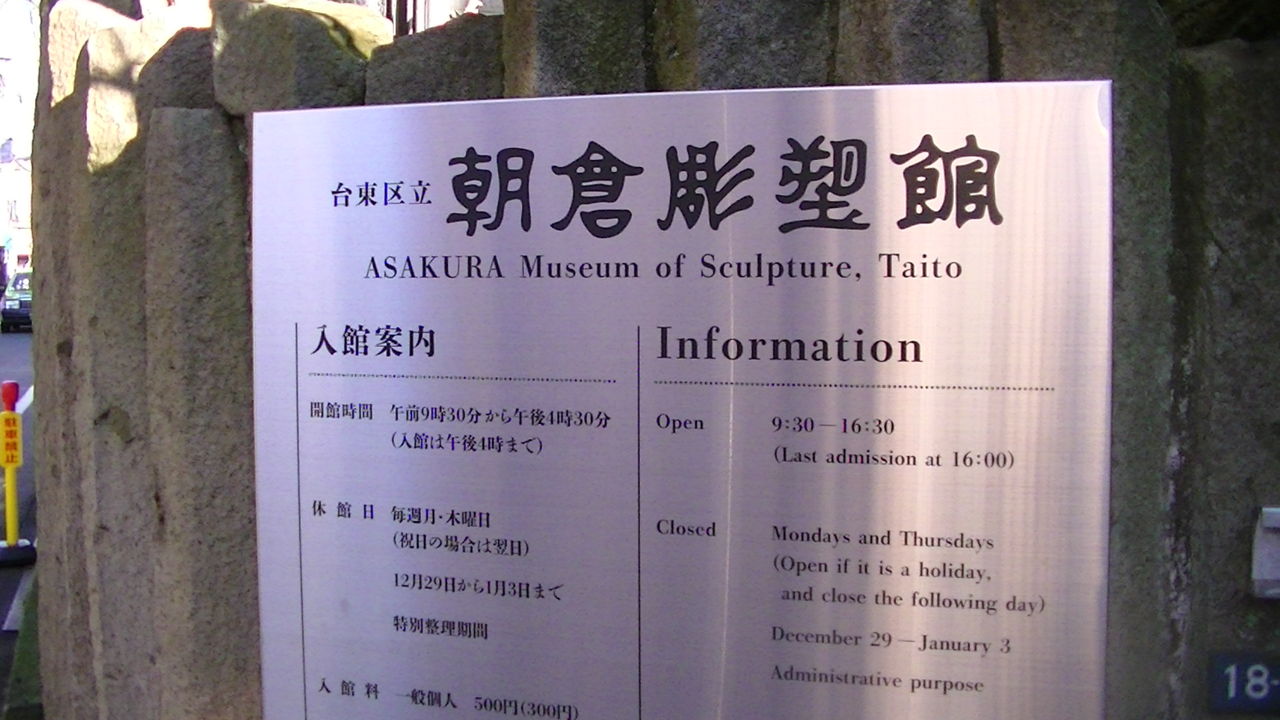 台東区立 朝倉彫塑館
ASAKURA Museum of Sculpture, Taito
入館案内
開館時間 午前9時30分から午後4時30分
(入館は午後4時まで)
休館日 毎週月・木曜日
(祝日の場合は翌日)
12月29日から1月3日まで
特別整理期間
入館料 一般個人 500円(300円)
Information
Open 9:30—16:30
(Last admission at 16:00)
Closed Mondays and Thursdays
(Open if it is a holiday,
and close the following day)
December 29—January 3
Administrative purpose
駐車禁止
18-